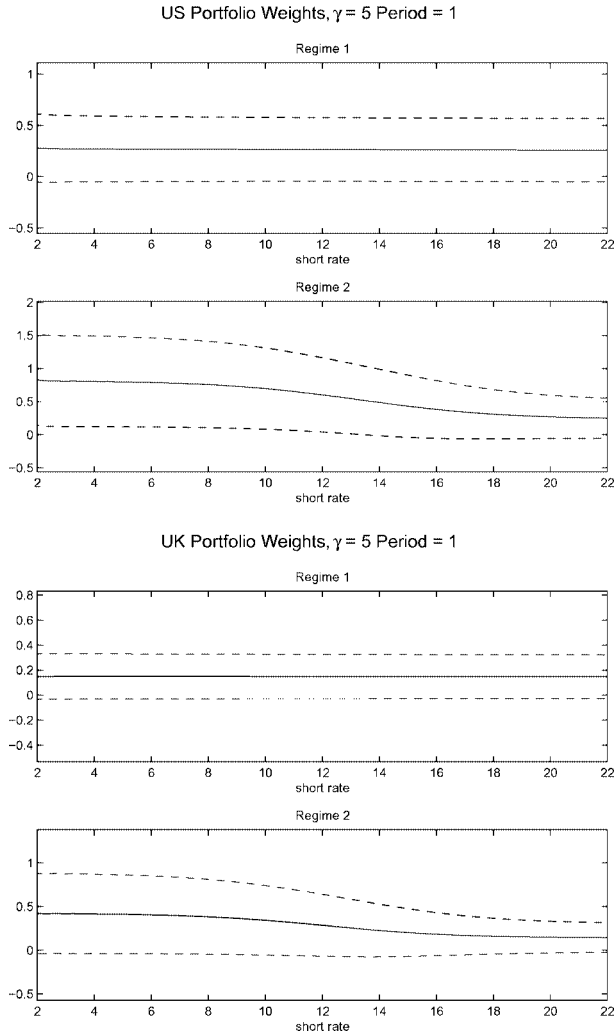 US Portfolio Weights, γ = 5 Period = 1
Regime 1
1
0.5
0
−0.5
2 4 6 8 10 12 14 16 18 20 22
short rate
Regime 2
2
1.5
1
0.5
0
−0.5
2 4 6 8 10 12 14 16 18 20 22
short rate
UK Portfolio Weights, γ = 5 Period = 1
Regime 1
0.8
0.6
0.4
0.2
0
−0.2
−0.4
2 4 6 8 10 12 14 16 18 20 22
short rate
Regime 2
1
0.5
0
−0.5
2 4 6 8 10 12 14 16 18 20 22
short rate